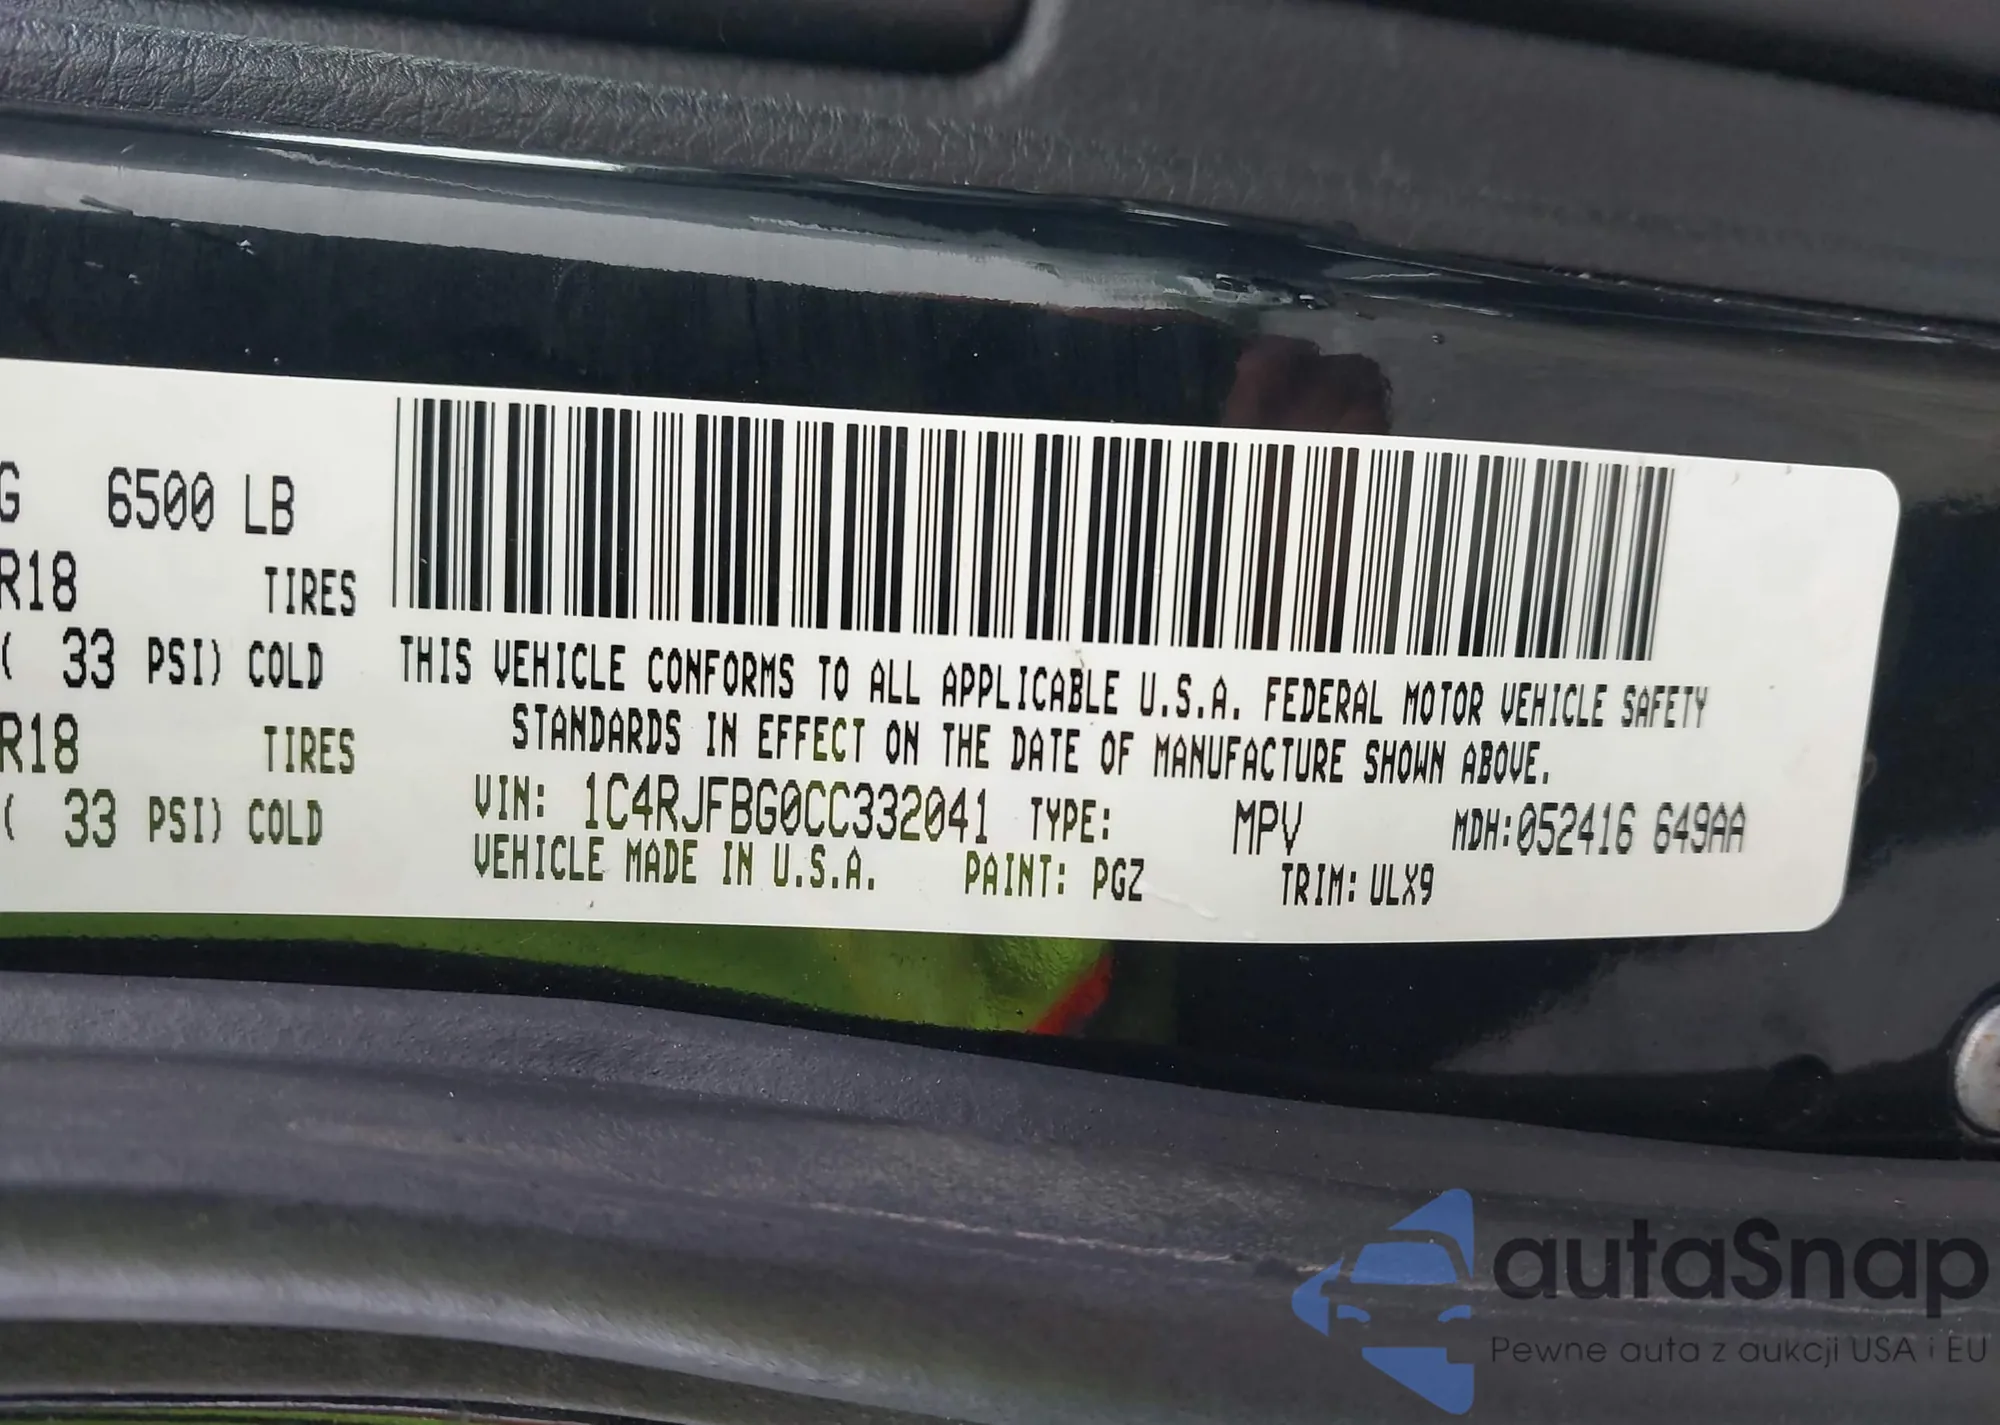 G 6500 LB
R18 TIRES
( 33 PSI) COLD
R18 TIRES
( 33 PSI) COLD
THIS VEHICLE CONFORMS TO ALL APPLICABLE U.S.A. FEDERAL MOTOR VEHICLE SAFETY
STANDARDS IN EFFECT ON THE DATE OF MANUFACTURE SHOWN ABOVE.
VIN: 1C4RJFBG0CC332041 TYPE: MPV MDH:052416 649AA
VEHICLE MADE IN U.S.A. PAINT: PGZ TRIM: ULX9
autaSnap
Pewne auta z aukcji USA i EU